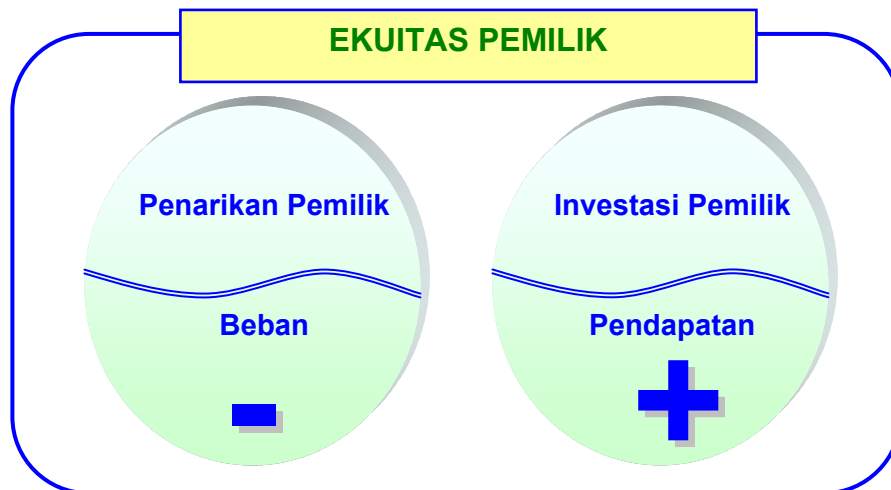 EKUITAS PEMILIK
Penarikan Pemilik
Beban
-
Investasi Pemilik
Pendapatan
+